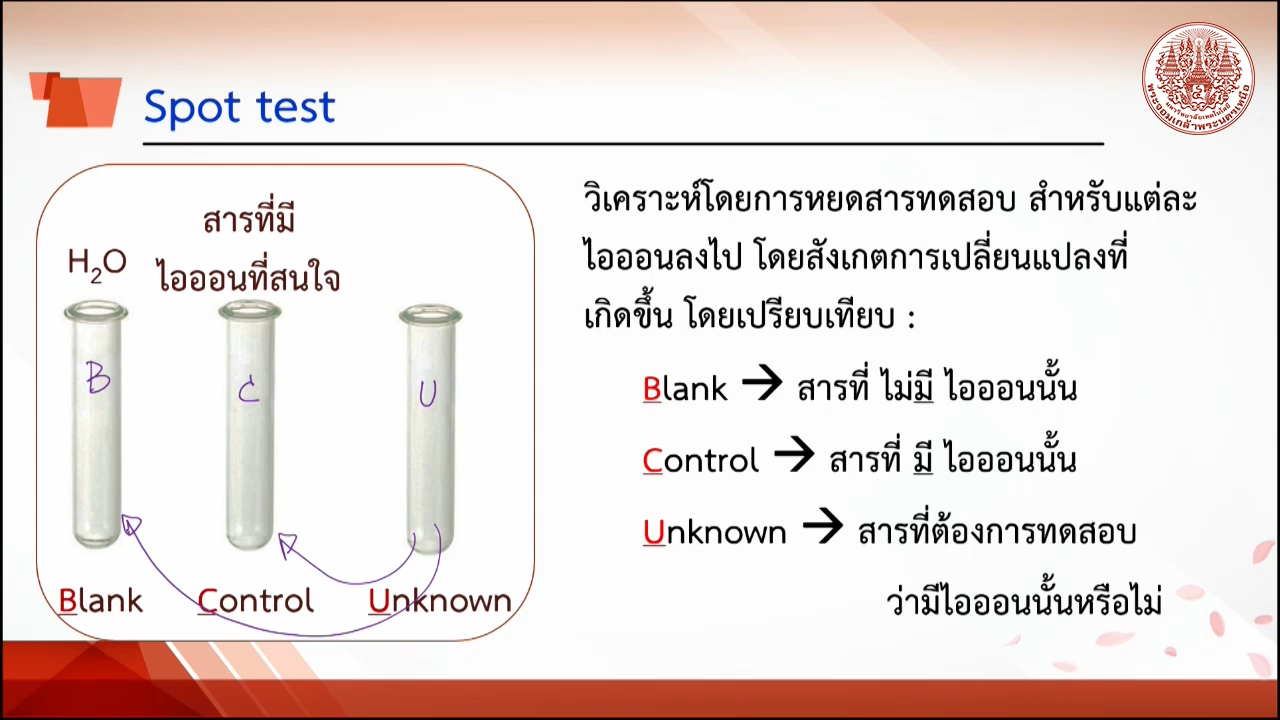 Spot test
สารที่มี
H₂O ไอออนที่สนใจ
B C U
Blank Control Unknown
วิเคราะห์โดยการหยดสารทดสอบ สำหรับแต่ละ
ไอออนลงไป โดยสังเกตการเปลี่ยนแปลงที่
เกิดขึ้น โดยเปรียบเทียบ :
Blank → สารที่ ไม่มี ไอออนนั้น
Control → สารที่ มี ไอออนนั้น
Unknown → สารที่ต้องการทดสอบ
ว่ามีไอออนนั้นหรือไม่